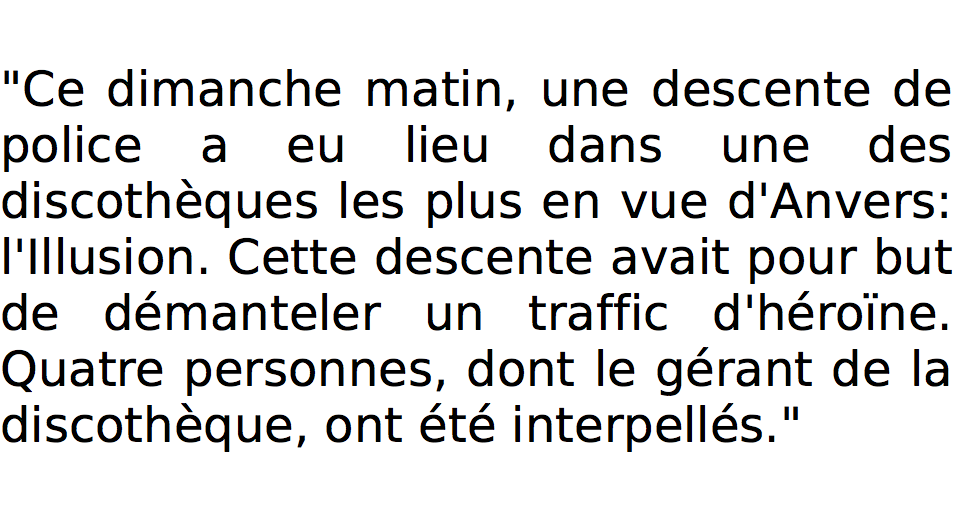 "Ce dimanche matin, une descente de
police a eu lieu dans une des
discothèques les plus en vue d'Anvers:
l'Illusion. Cette descente avait pour but
de démanteler un traffic d'héroïne.
Quatre personnes, dont le gérant de la
discothèque, ont été interpellés."